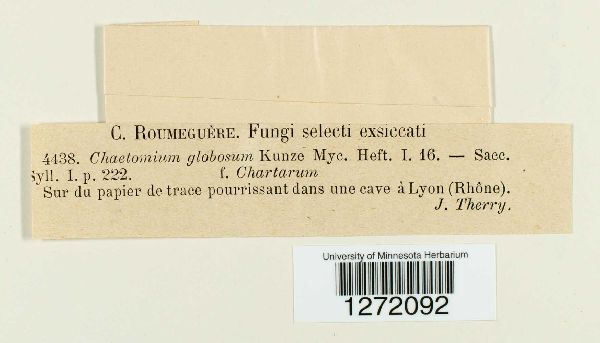 C. ROUMEGUÈRE. Fungi selecti exsiccati
4438. Chaetomium globosum Kunze Myc. Heft. I. 16. — Sacc.
Syll. I. p. 222. f. Chartarum
Sur du papier de trace pourrissant dans une cave à Lyon (Rhône).
J. Therry.
University of Minnesota Herbarium
1272092